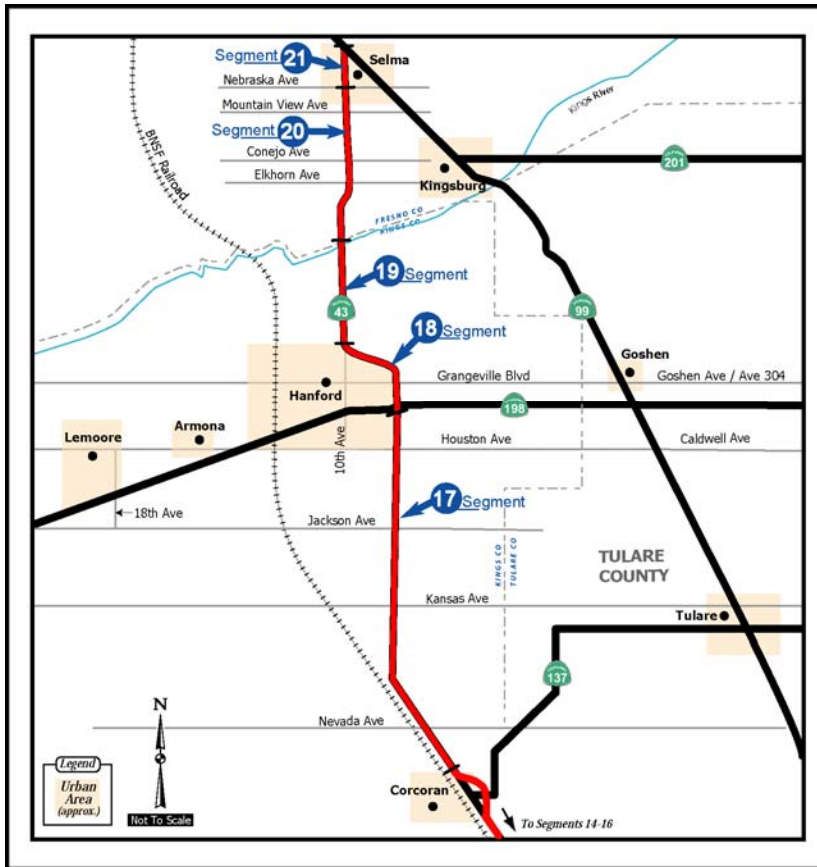 Segment 21
Selma
Nebraska Ave
Mountain View Ave
Segment 20
Conejo Ave
Elkhorn Ave
Kingsburg
Kings River
201
BNSF Railroad
FRESNO CO
KINGS CO
19 Segment
43
99
18 Segment
Goshen
Grangeville Blvd
Goshen Ave / Ave 304
Hanford
198
Armona
Lemoore
10th Ave
Houston Ave
Caldwell Ave
17 Segment
18th Ave
Jackson Ave
KINGS CO
TULARE CO
TULARE
COUNTY
Kansas Ave
Tulare
137
N
Nevada Ave
Legend
Urban
Area
(approx.)
Not To Scale
Corcoran
To Segments 14-16